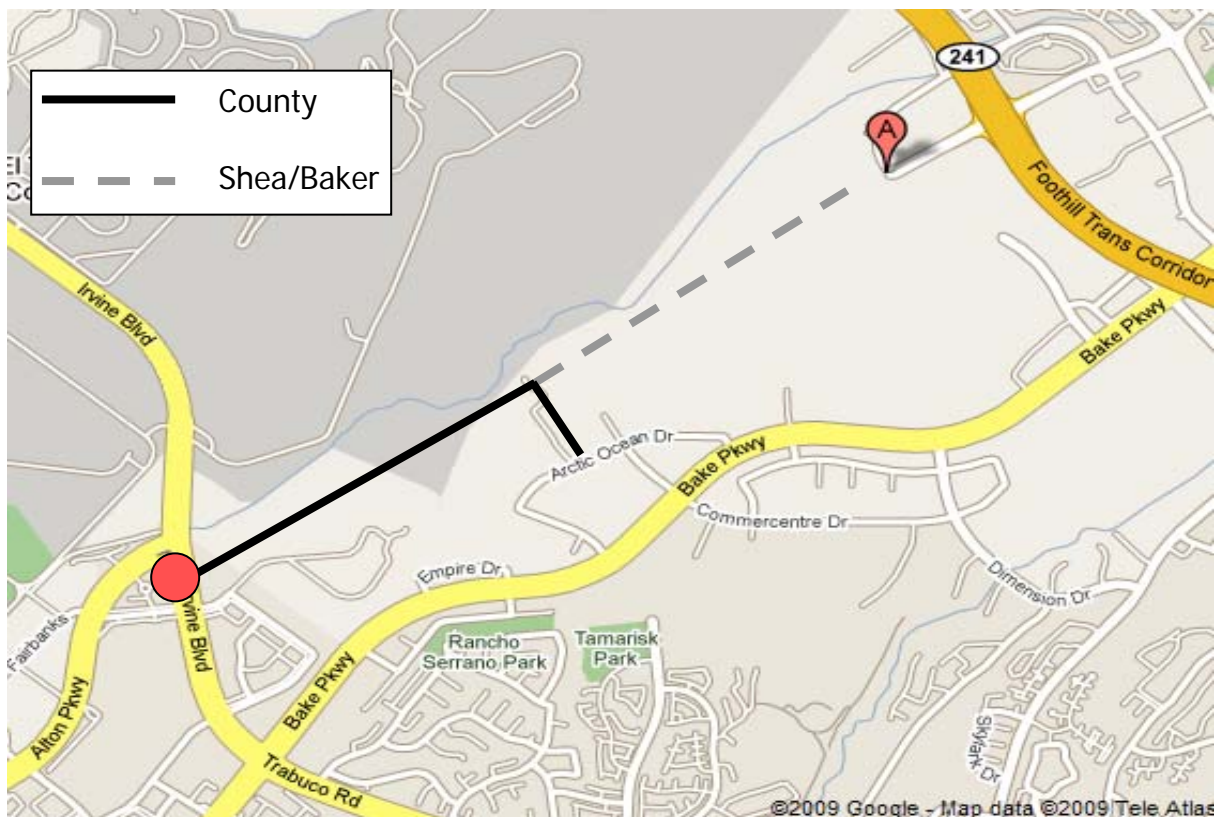 County
Shea/Baker
El T
Co
241
A
Foothill Trans Corridor
Irvine Blvd
Bake Pkwy
Arctic Ocean Dr
Bake Pkwy
Commercentre Dr
Empire Dr
Dimension Dr
Fairbanks
Irvine Blvd
Rancho
Serrano Park
Tamarisk
Park
Bake Pkwy
Alton Pkwy
Trabuco Rd
Skylark Dr
©2009 Google - Map data ©2009 Tele Atlas